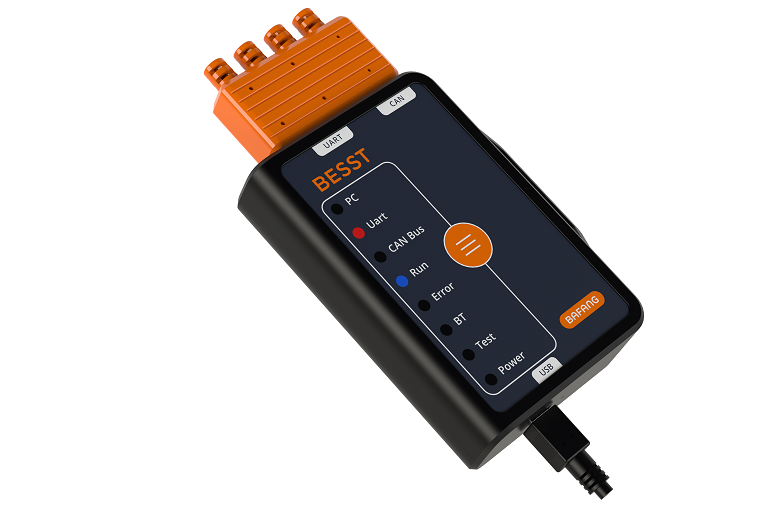 CAN
UART
BESST
PC
Uart
CAN Bus
Run
Error
BT
Test
Power
BAFANG
USB